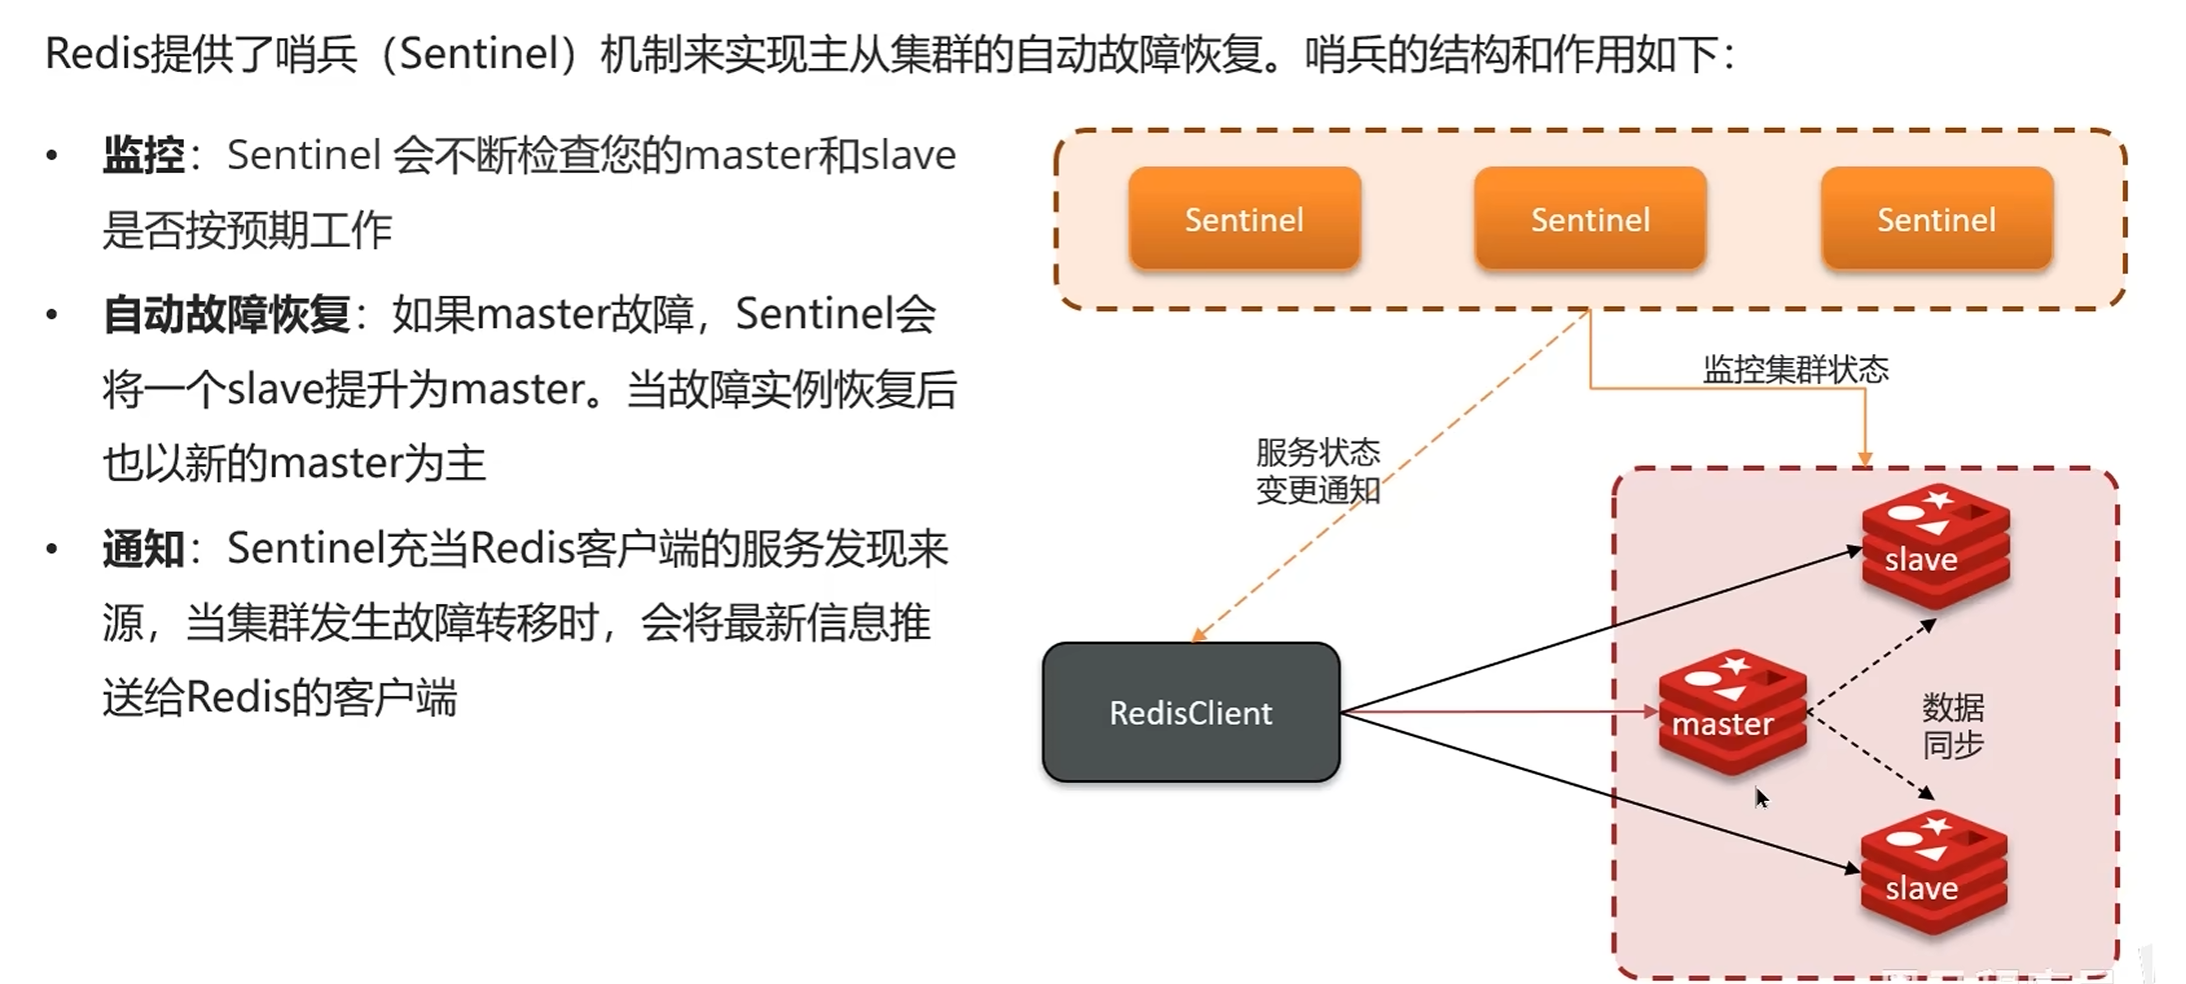 Redis提供了哨兵（Sentinel）机制来实现主从集群的自动故障恢复。哨兵的结构和作用如下：
• 监控：Sentinel 会不断检查您的master和slave
是否按预期工作
• 自动故障恢复：如果master故障，Sentinel会
将一个slave提升为master。当故障实例恢复后
也以新的master为主
• 通知：Sentinel充当Redis客户端的服务发现来
源，当集群发生故障转移时，会将最新信息推
送给Redis的客户端
Sentinel
Sentinel
Sentinel
监控集群状态
服务状态
变更通知
slave
RedisClient
master
数据
同步
slave